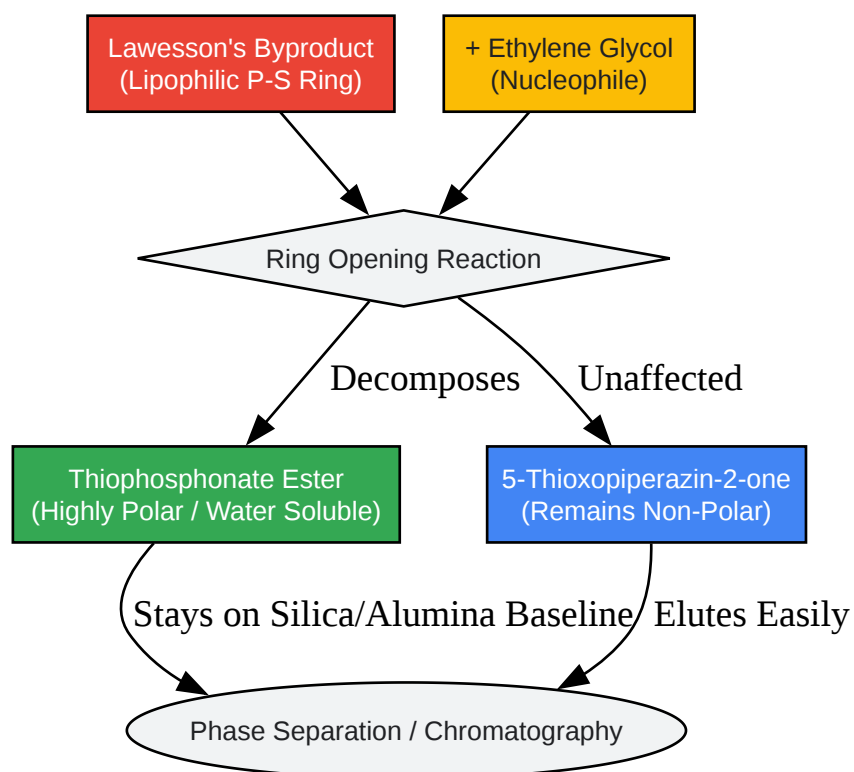 Lawesson's Byproduct
(Lipophilic P-S Ring)
+ Ethylene Glycol
(Nucleophile)
Ring Opening Reaction
Decomposes
Unaffected
Thiophosphonate Ester
(Highly Polar / Water Soluble)
5-Thioxopiperazin-2-one
(Remains Non-Polar)
Stays on Silica/Alumina Baseline
Elutes Easily
Phase Separation / Chromatography